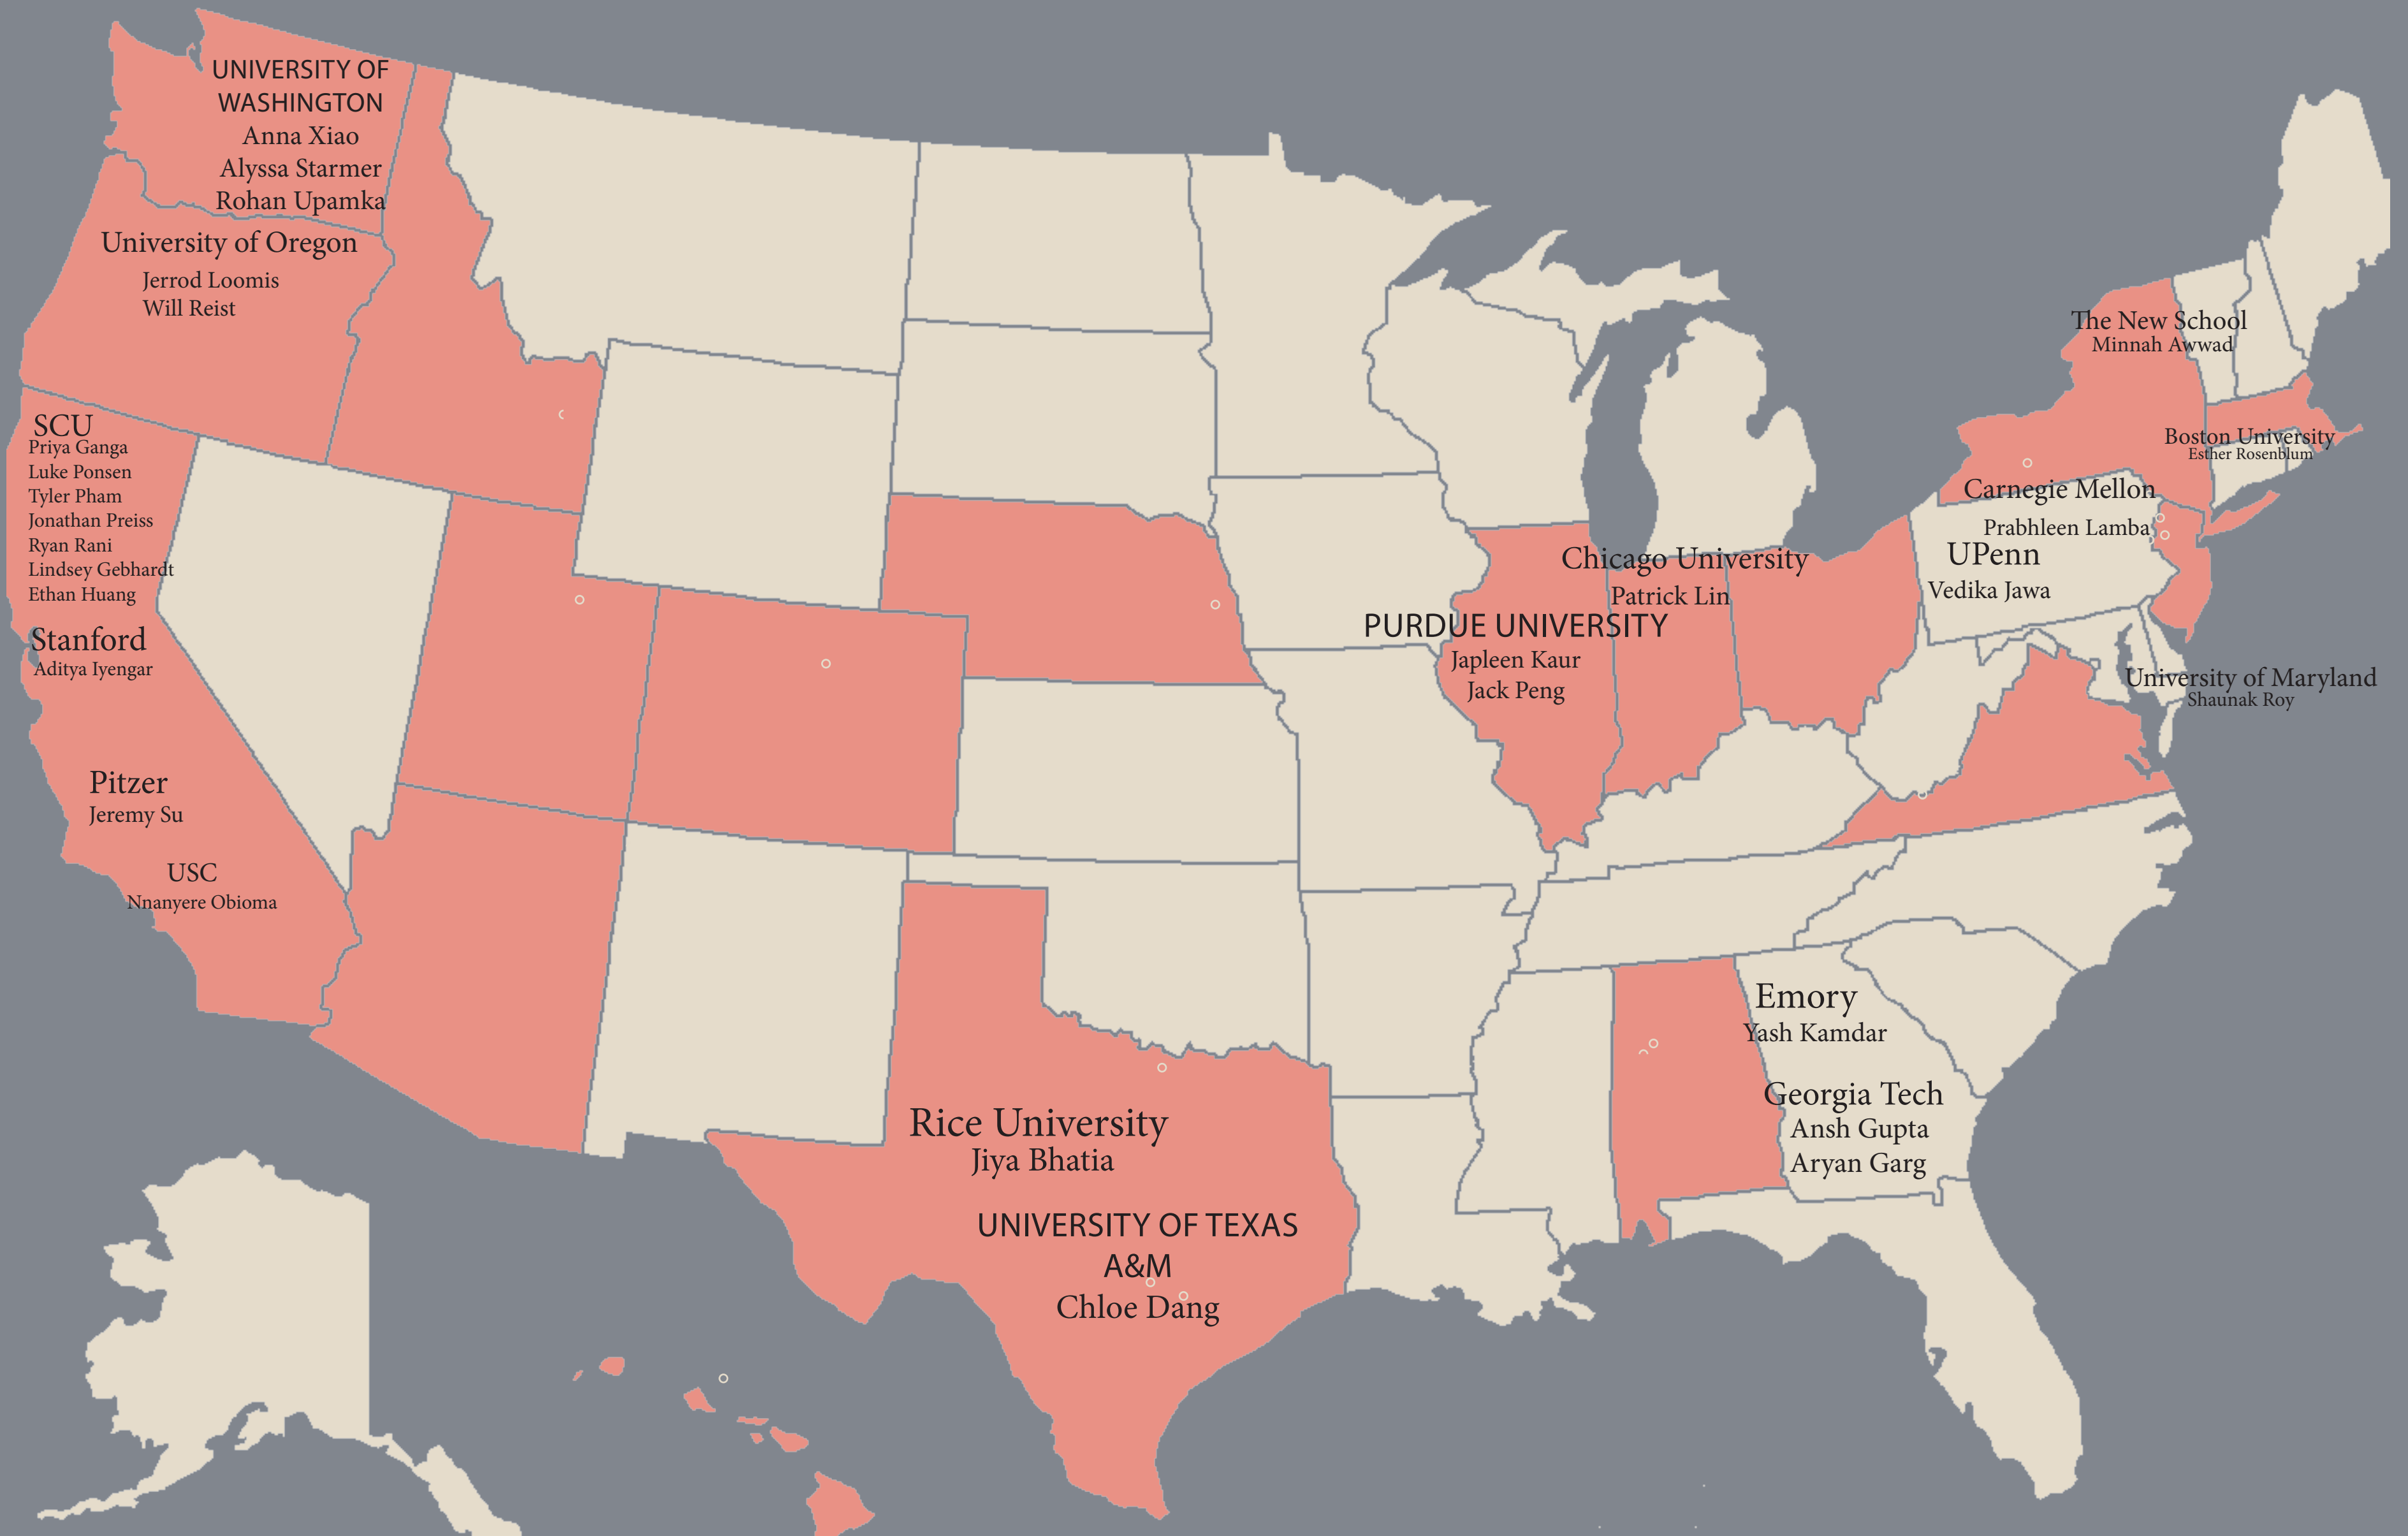 UNIVERSITY OF
WASHINGTON
Anna Xiao
Alyssa Starmer
Rohan Upamka
University of Oregon
Jerrod Loomis
Will Reist
SCU
Priya Ganga
Luke Ponsen
Tyler Pham
Jonathan Preiss
Ryan Rani
Lindsey Gebhardt
Ethan Huang
Stanford
Aditya Iyengar
Pitzer
Jeremy Su
USC
Nnanyere Obioma
Rice University
Jiya Bhatia
UNIVERSITY OF TEXAS
A&M
Chloe Dang
Chicago University
Patrick Lin
PURDUE UNIVERSITY
Japleen Kaur
Jack Peng
Emory
Yash Kamdar
Georgia Tech
Ansh Gupta
Aryan Garg
The New School
Minnah Awwad
Boston University
Esther Rosenblum
Carnegie Mellon
Prabhleen Lamba
UPenn
Vedika Jawa
University of Maryland
Shaunak Roy